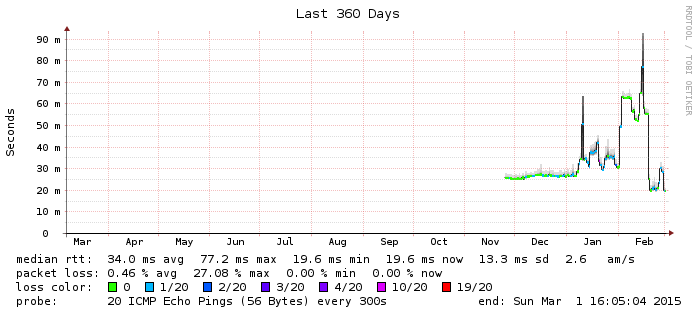 Last 360 Days
RRDTOOL / TOBI OETIKER
Seconds
90 m
80 m
70 m
60 m
50 m
40 m
30 m
20 m
10 m
0
Mar Apr May Jun Jul Aug Sep Oct Nov Dec Jan Feb
median rtt: 34.0 ms avg 77.2 ms max 19.6 ms min 19.6 ms now 13.3 ms sd 2.6 am/s
packet loss: 0.46 % avg 27.08 % max 0.00 % min 0.00 % now
loss color: 0 1/20 2/20 3/20 4/20 10/20 19/20
probe: 20 ICMP Echo Pings (56 Bytes) every 300s end: Sun Mar 1 16:05:04 2015